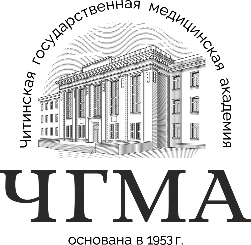 Читинская государственная медицинская академия
ЧГМА
основана в 1953 г.